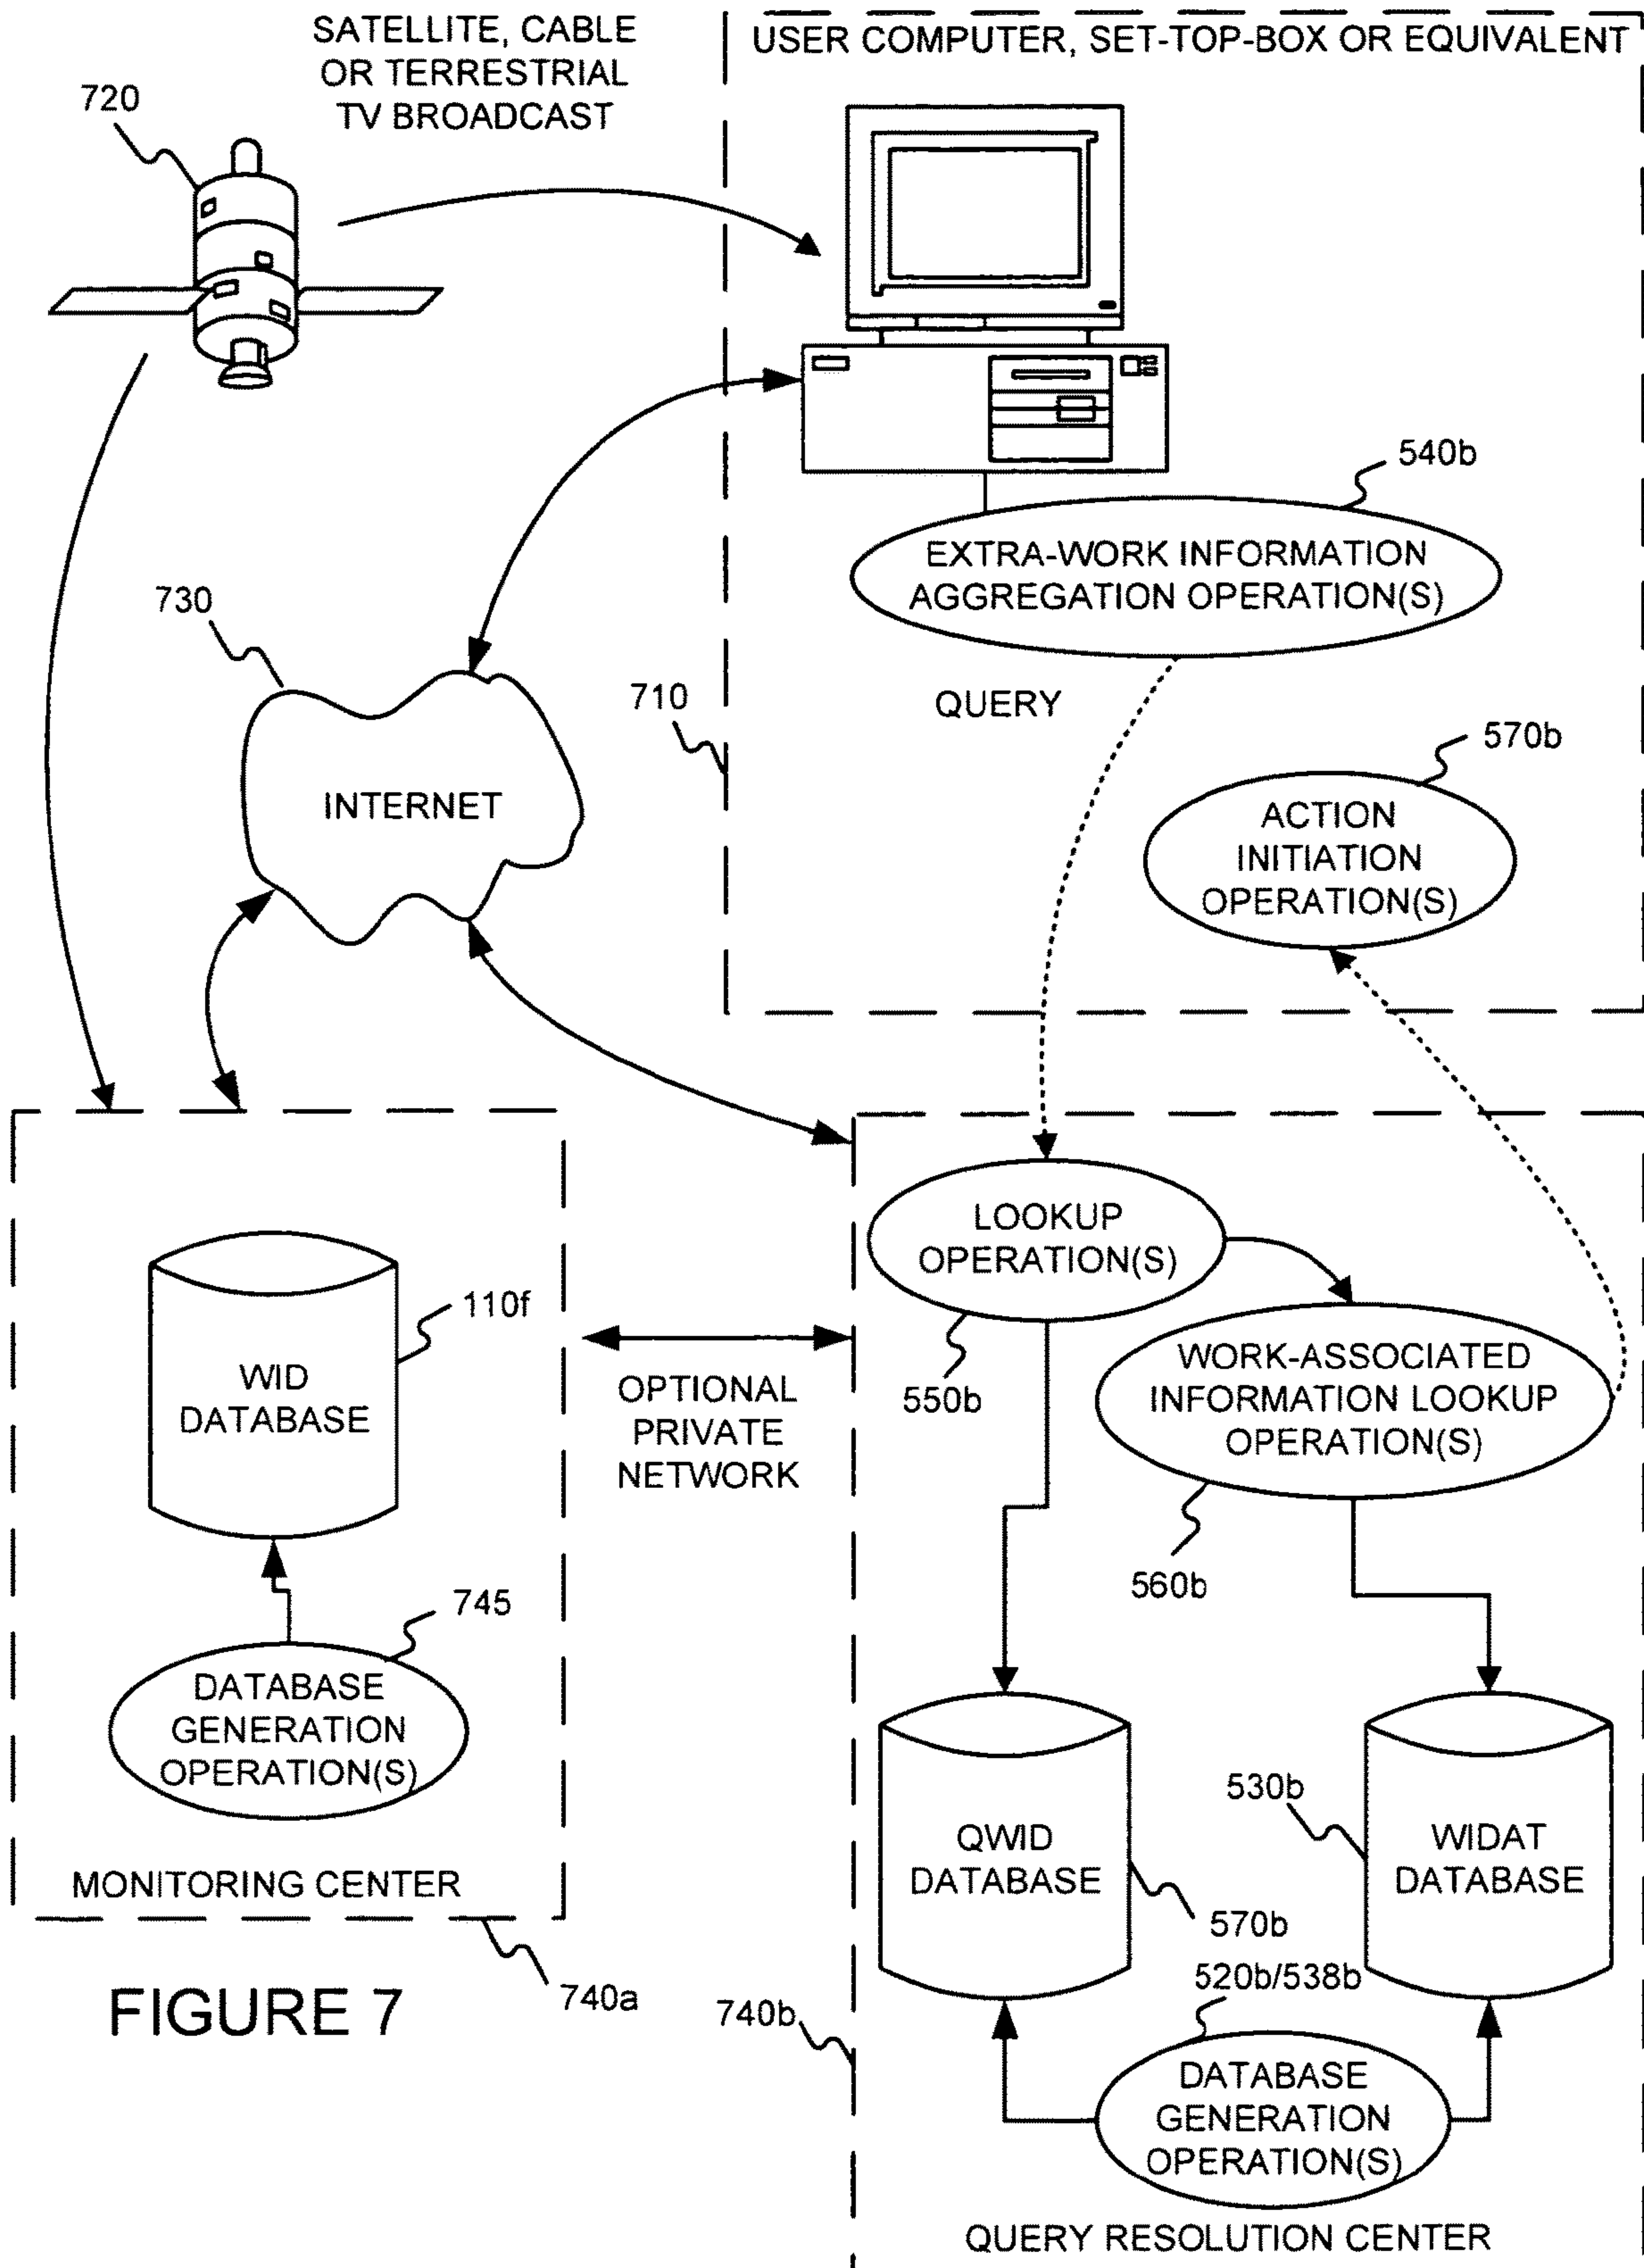 SATELLITE, CABLE
OR TERRESTRIAL
TV BROADCAST
USER COMPUTER, SET-TOP-BOX OR EQUIVALENT
720
540b
EXTRA-WORK INFORMATION
AGGREGATION OPERATION(S)
730
710
QUERY
570b
INTERNET
ACTION
INITIATION
OPERATION(S)
LOOKUP
OPERATION(S)
110f
WID
DATABASE
OPTIONAL
PRIVATE
NETWORK
550b
WORK-ASSOCIATED
INFORMATION LOOKUP
OPERATION(S)
560b
745
DATABASE
GENERATION
OPERATION(S)
530b
QWID
DATABASE
WIDAT
DATABASE
MONITORING CENTER
570b
740a
FIGURE 7
520b/538b
740b
DATABASE
GENERATION
OPERATION(S)
QUERY RESOLUTION CENTER